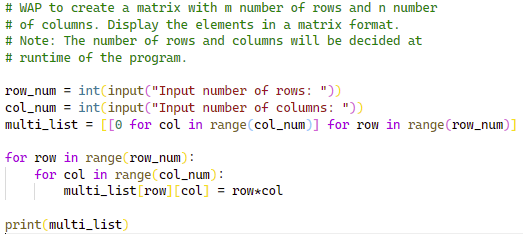 # WAP to create a matrix with m number of rows and n number
# of columns. Display the elements in a matrix format.
# Note: The number of rows and columns will be decided at
# runtime of the program.
row_num = int(input("Input number of rows: "))
col_num = int(input("Input number of columns: "))
multi_list = [[0 for col in range(col_num)] for row in range(row_num)]
for row in range(row_num):
    for col in range(col_num):
        multi_list[row][col] = row*col
print(multi_list)